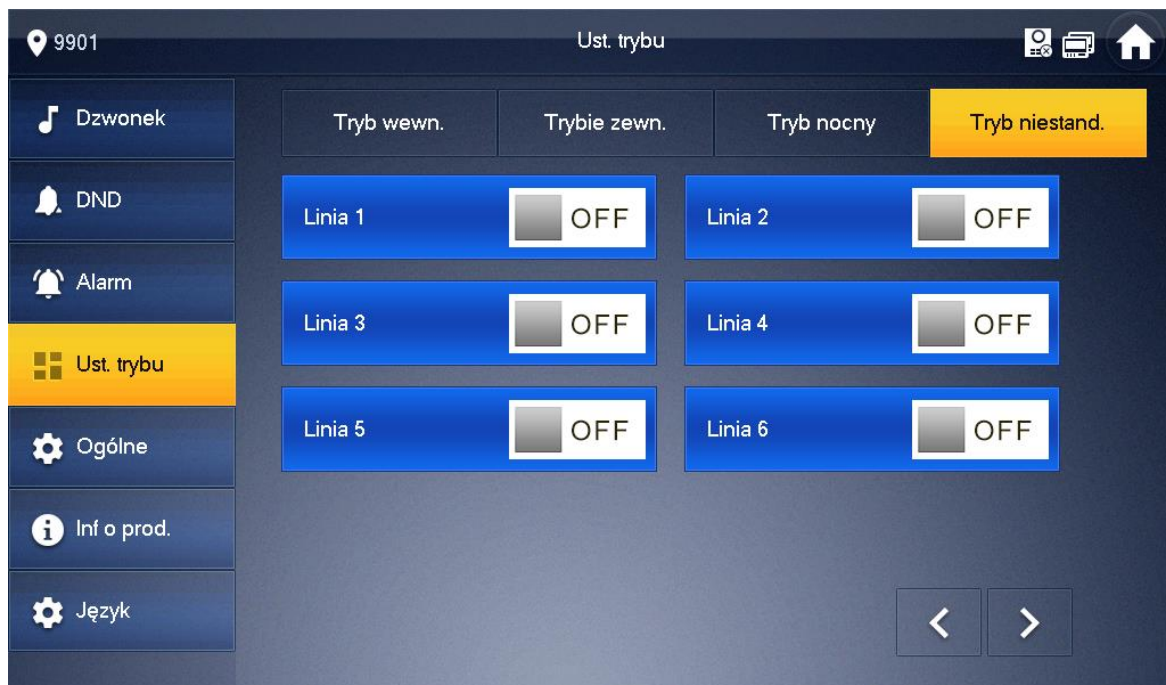 9901
Ust. trybu
Dzwonek
DND
Alarm
Ust. trybu
Ogólne
Inf o prod.
Język
Tryb wewn.
Trybie zewn.
Tryb nocny
Tryb niestand.
Linia 1
OFF
Linia 2
OFF
Linia 3
OFF
Linia 4
OFF
Linia 5
OFF
Linia 6
OFF